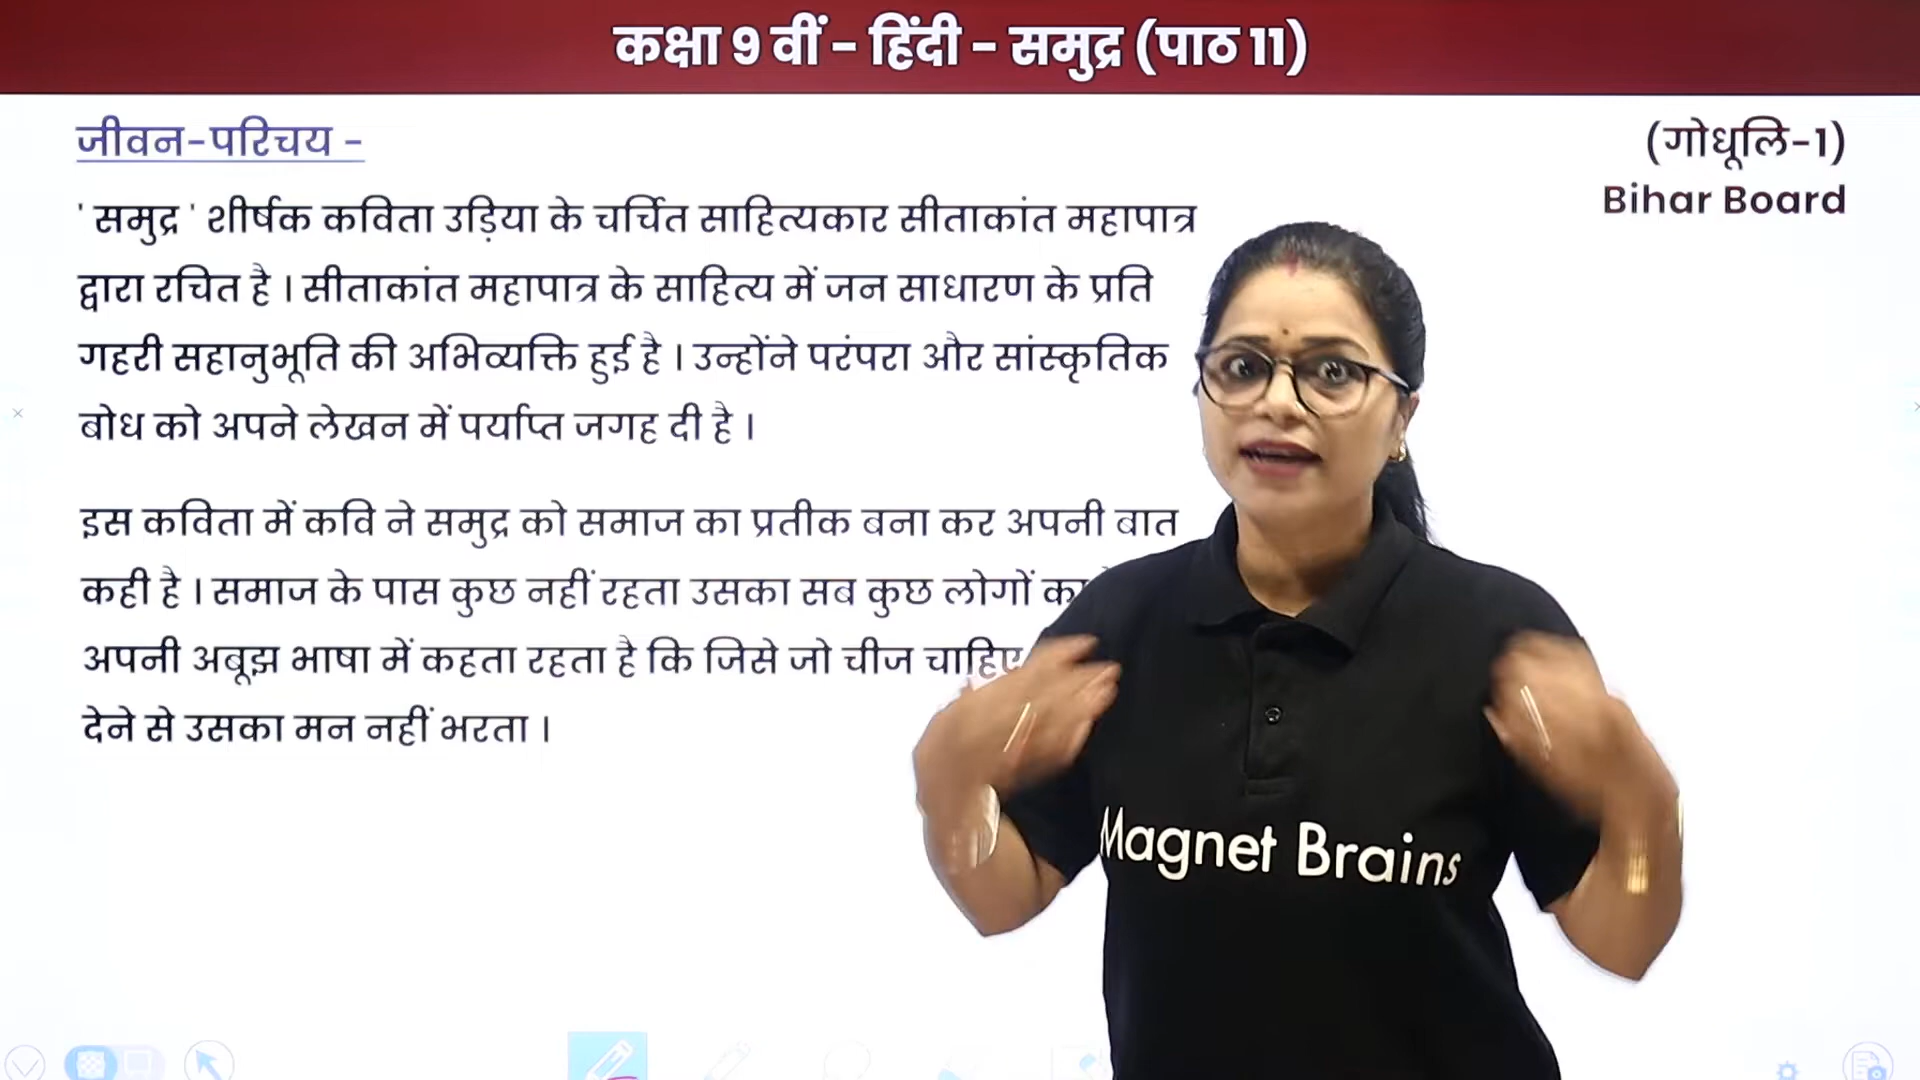 कक्षा 9 वीं - हिंदी - समुद्र (पाठ 11)
जीवन-परिचय -
(गोधूलि-1)
Bihar Board
' समुद्र ' शीर्षक कविता उड़िया के चर्चित साहित्यकार सीताकांत महापात्र
द्वारा रचित है । सीताकांत महापात्र के साहित्य में जन साधारण के प्रति
गहरी सहानुभूति की अभिव्यक्ति हुई है । उन्होंने परंपरा और सांस्कृतिक
बोध को अपने लेखन में पर्याप्त जगह दी है ।
इस कविता में कवि ने समुद्र को समाज का प्रतीक बना कर अपनी बात
कही है । समाज के पास कुछ नहीं रहता उसका सब कुछ लोगों का
अपनी अबूझ भाषा में कहता रहता है कि जिसे जो चीज चाहिए
देने से उसका मन नहीं भरता ।
Magnet Brains